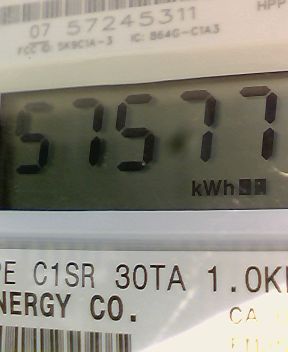 07 57245311 HPP
FCC ID: SK9C1A-3 IC: 864G-C1A3
57577
kWh
PE C1SR 30TA 1.0K
NERGY CO.
CA